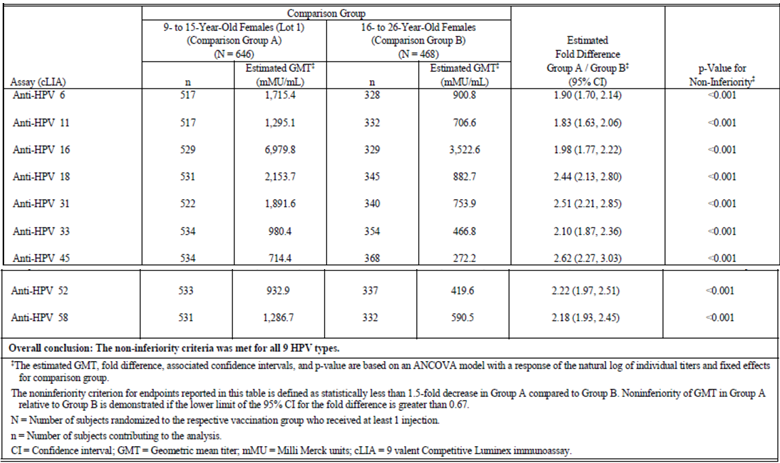 Comparison Group
9- to 15-Year-Old Females (Lot 1) 16- to 26-Year-Old Females Estimated
(Comparison Group A) (Comparison Group B) Fold Difference
(N = 646) (N = 468) Group A / Group B‡ p-Value for
Estimated GMT‡ Estimated GMT‡ (95% CI) Non-Inferiority‡
Assay (cLIA) n (mMU/mL) n (mMU/mL)
Anti-HPV 6 517 1,715.4 328 900.8 1.90 (1.70, 2.14) <0.001
Anti-HPV 11 517 1,295.1 332 706.6 1.83 (1.63, 2.06) <0.001
Anti-HPV 16 529 6,979.8 329 3,522.6 1.98 (1.77, 2.22) <0.001
Anti-HPV 18 531 2,153.7 345 882.7 2.44 (2.13, 2.80) <0.001
Anti-HPV 31 522 1,891.6 340 753.9 2.51 (2.21, 2.85) <0.001
Anti-HPV 33 534 980.4 354 466.8 2.10 (1.87, 2.36) <0.001
Anti-HPV 45 534 714.4 368 272.2 2.62 (2.27, 3.03) <0.001
Anti-HPV 52 533 932.9 337 419.6 2.22 (1.97, 2.51) <0.001
Anti-HPV 58 531 1,286.7 332 590.5 2.18 (1.93, 2.45) <0.001
Overall conclusion: The non-inferiority criteria was met for all 9 HPV types.
‡The estimated GMT, fold difference, associated confidence intervals, and p-value are based on an ANCOVA model with a response of the natural log of individual titers and fixed effects
for comparison group.
The noninferiority criterion for endpoints reported in this table is defined as statistically less than 1.5-fold decrease in Group A compared to Group B. Noninferiority of GMT in Group A
relative to Group B is demonstrated if the lower limit of the 95% CI for the fold difference is greater than 0.67.
N = Number of subjects randomized to the respective vaccination group who received at least 1 injection.
n = Number of subjects contributing to the analysis.
CI = Confidence interval; GMT = Geometric mean titer; mMU = Milli Merck units; cLIA = 9 valent Competitive Luminex immunoassay.